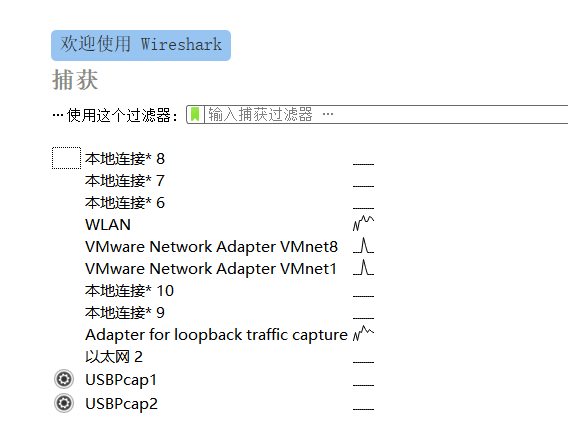 欢迎使用 Wireshark
捕获
…使用这个过滤器： 输入捕获过滤器 …
本地连接* 8
本地连接* 7
本地连接* 6
WLAN
VMware Network Adapter VMnet8
VMware Network Adapter VMnet1
本地连接* 10
本地连接* 9
Adapter for loopback traffic capture
以太网 2
USBPcap1
USBPcap2